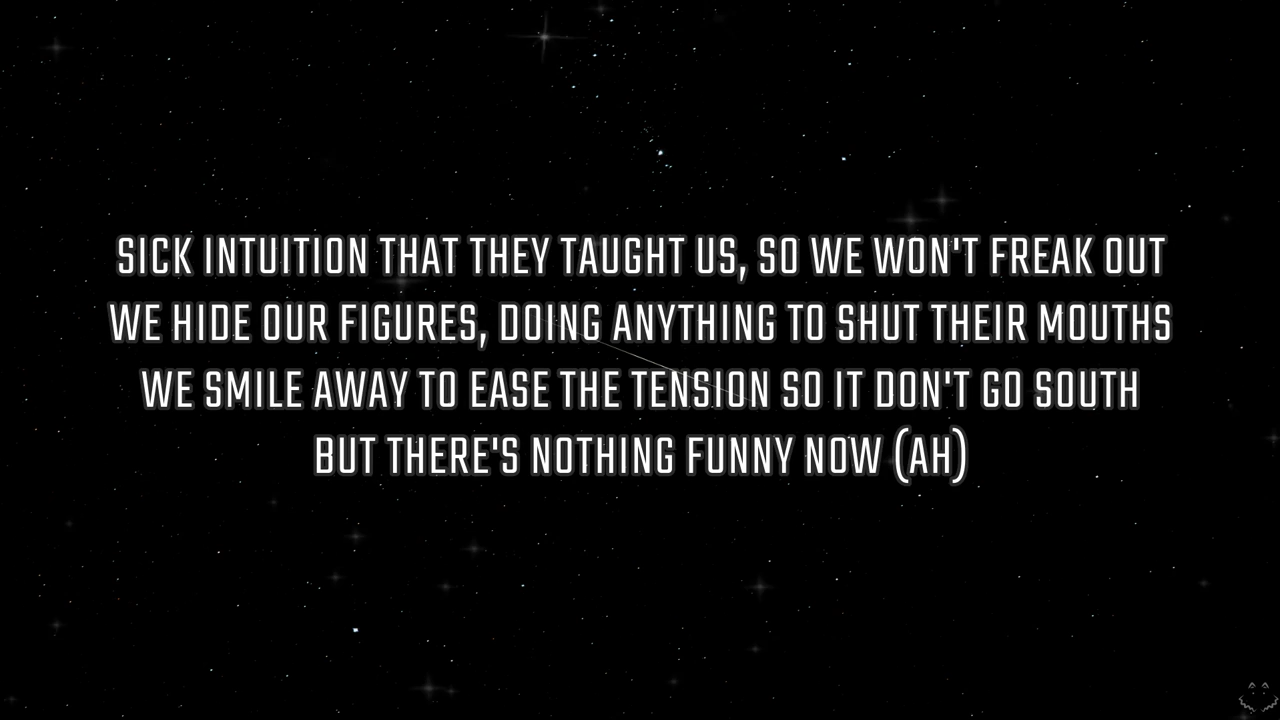 SICK INTUITION THAT THEY TAUGHT US, SO WE WON'T FREAK OUT
WE HIDE OUR FIGURES, DOING ANYTHING TO SHUT THEIR MOUTHS
WE SMILE AWAY TO EASE THE TENSION SO IT DON'T GO SOUTH
BUT THERE'S NOTHING FUNNY NOW (AH)